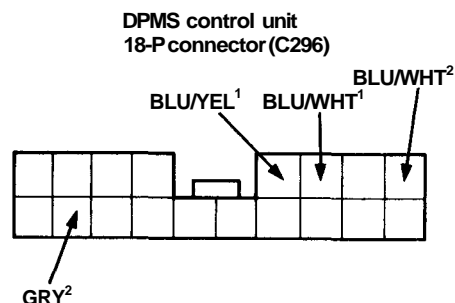 DPMS control unit
18-P connector (C296)
BLU/WHT²
BLU/YEL¹ BLU/WHT¹
GRY²